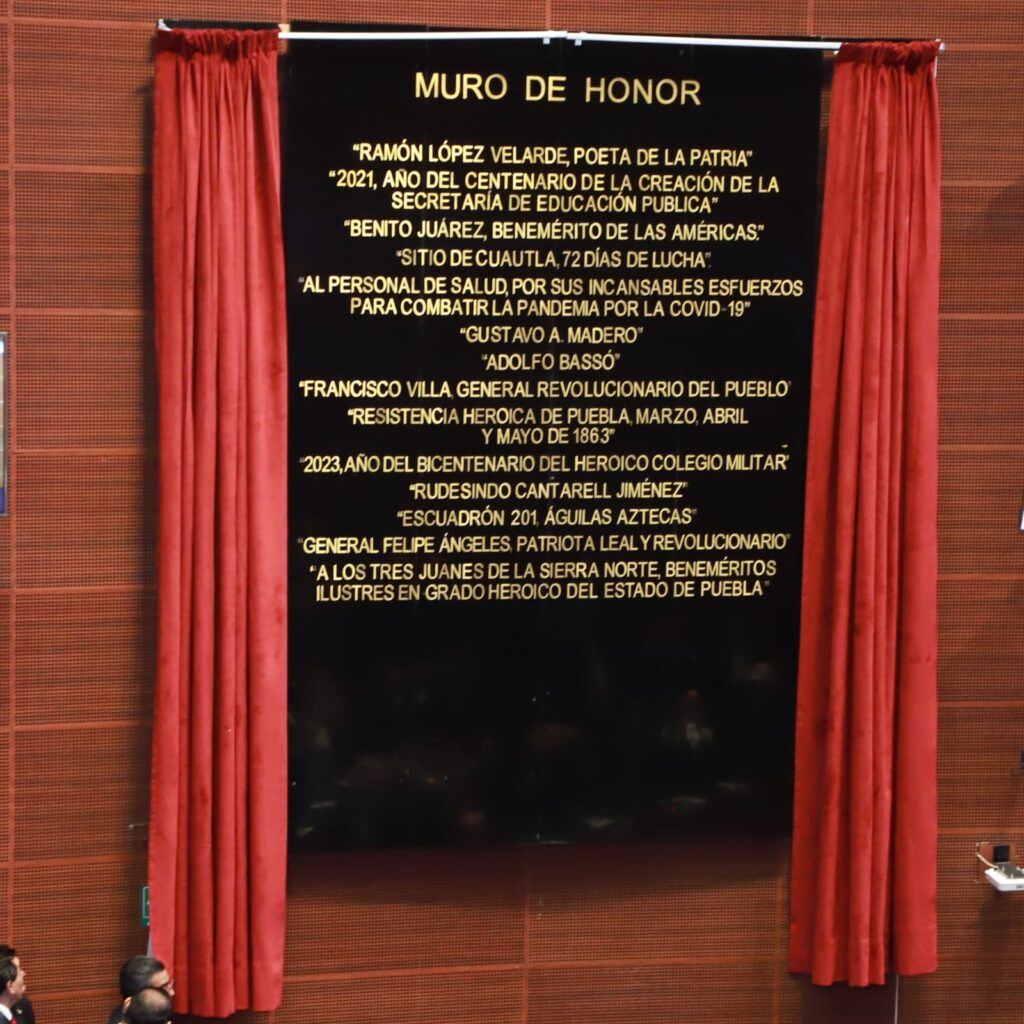 MURO DE HONOR
"RAMÓN LÓPEZ VELARDE, POETA DE LA PATRIA"
"2021, AÑO DEL CENTENARIO DE LA CREACIÓN DE LA
SECRETARÍA DE EDUCACIÓN PUBLICA"
"BENITO JUÁREZ, BENEMÉRITO DE LAS AMÉRICAS."
"SITIO DE CUAUTLA, 72 DÍAS DE LUCHA"
"AL PERSONAL DE SALUD, POR SUS INCANSABLES ESFUERZOS
PARA COMBATIR LA PANDEMIA POR LA COVID-19"
"GUSTAVO A. MADERO"
"ADOLFO BASSÓ"
"FRANCISCO VILLA, GENERAL REVOLUCIONARIO DEL PUEBLO"
"RESISTENCIA HEROICA DE PUEBLA, MARZO, ABRIL
Y MAYO DE 1863"
"2023, AÑO DEL BICENTENARIO DEL HEROICO COLEGIO MILITAR"
"RUDESINDO CANTARELL JIMÉNEZ"
"ESCUADRÓN 201, ÁGUILAS AZTECAS"
"GENERAL FELIPE ÁNGELES, PATRIOTA LEAL Y REVOLUCIONARIO"
"A LOS TRES JUANES DE LA SIERRA NORTE, BENEMÉRITOS
ILUSTRES EN GRADO HEROICO DEL ESTADO DE PUEBLA"